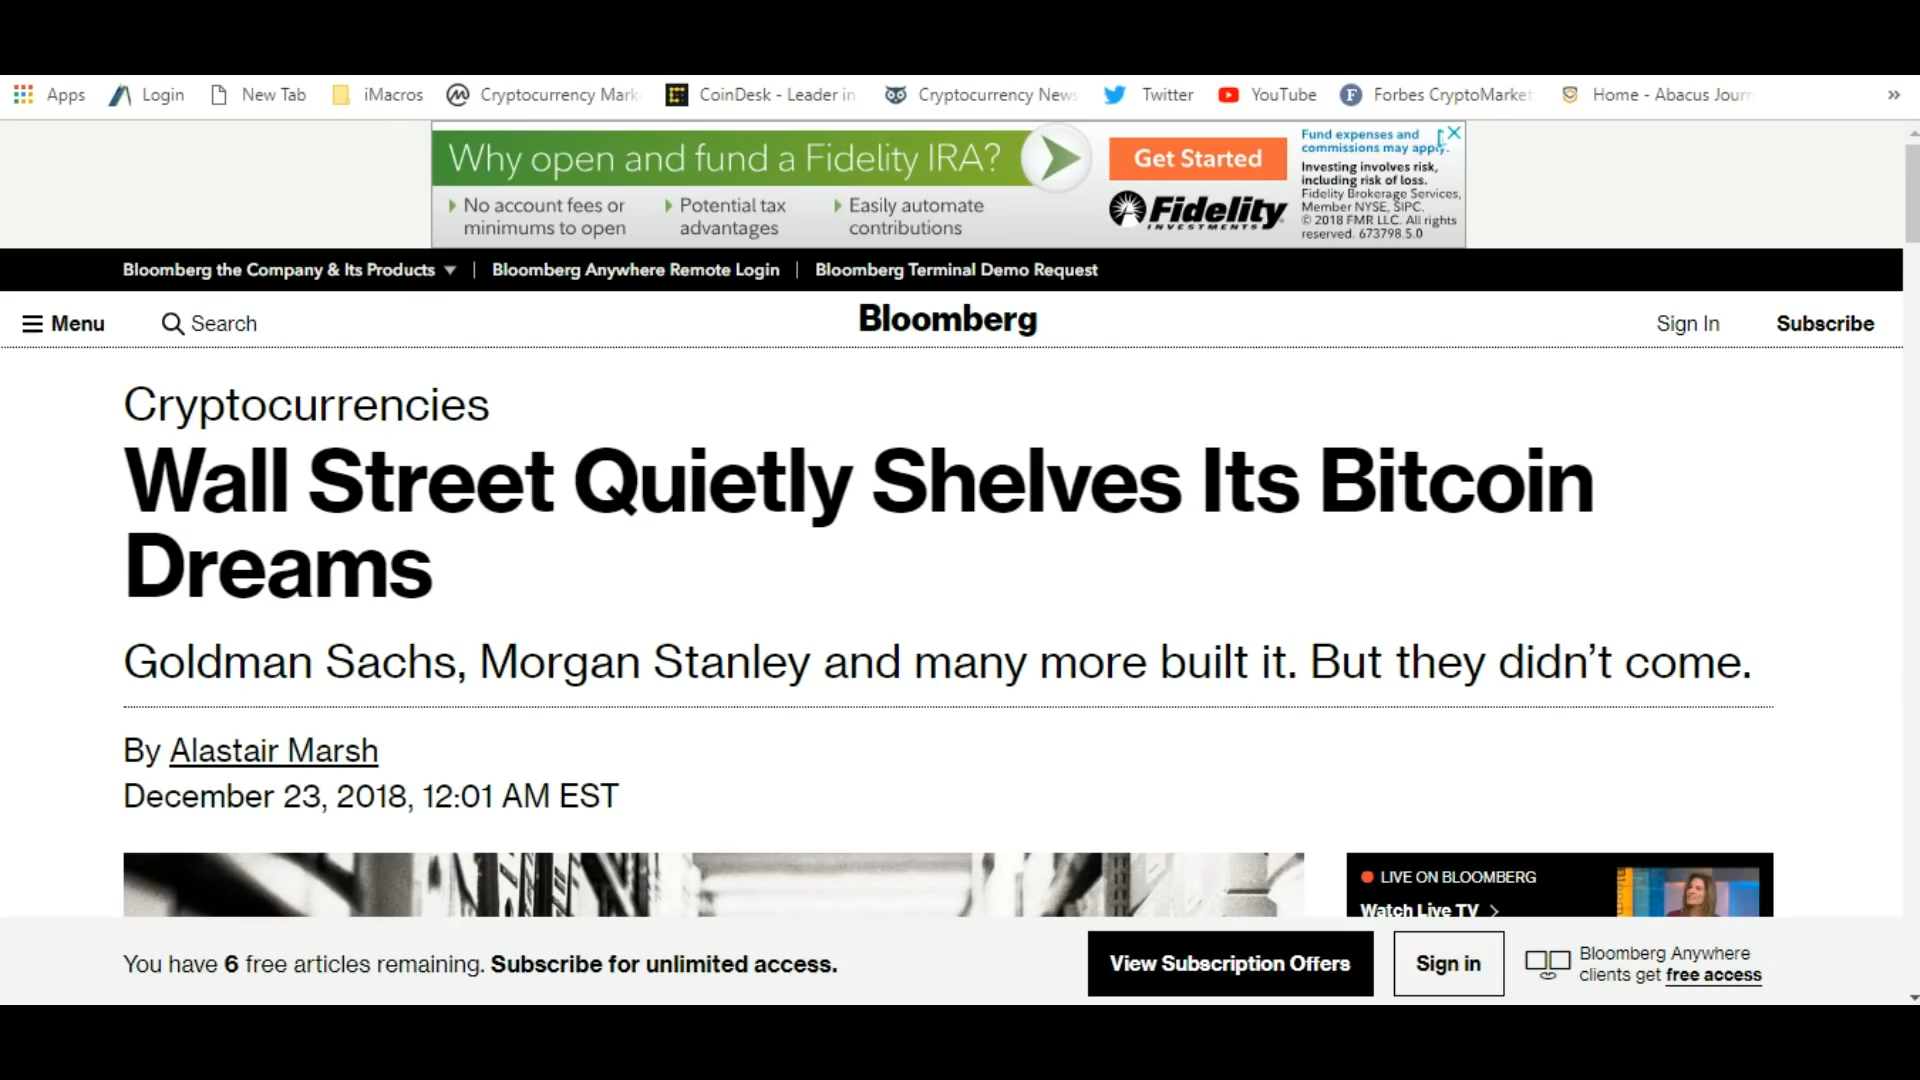 Apps Login New Tab iMacros Cryptocurrency Mark CoinDesk - Leader in Cryptocurrency News Twitter YouTube Forbes CryptoMarket Home - Abacus Journ »
Why open and fund a Fidelity IRA?
No account fees or minimums to open
Potential tax advantages
Easily automate contributions
Get Started
Fidelity
INVESTMENTS
Fund expenses and
commissions may apply.
Investing involves risk,
including risk of loss.
Fidelity Brokerage Services,
Member NYSE, SIPC.
© 2018 FMR LLC. All rights
reserved. 673798.5.0
Bloomberg the Company & Its Products | Bloomberg Anywhere Remote Login | Bloomberg Terminal Demo Request
Menu Search Bloomberg Sign In Subscribe
Cryptocurrencies
Wall Street Quietly Shelves Its Bitcoin
Dreams
Goldman Sachs, Morgan Stanley and many more built it. But they didn’t come.
By Alastair Marsh
December 23, 2018, 12:01 AM EST
LIVE ON BLOOMBERG
Watch Live TV
You have 6 free articles remaining. Subscribe for unlimited access.
View Subscription Offers
Sign in
Bloomberg Anywhere
clients get free access